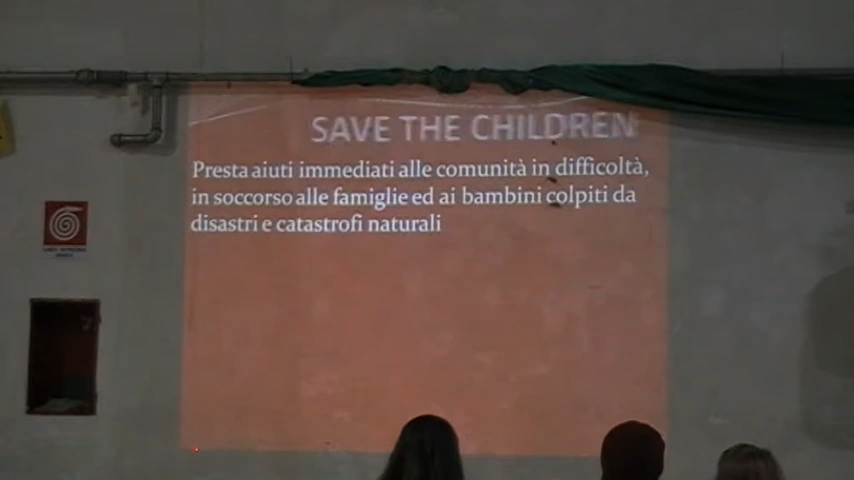 SAVE THE CHILDREN
Presta aiuti immediati alle comunità in difficoltà,
in soccorso alle famiglie ed ai bambini colpiti da
disastri e catastrofi naturali